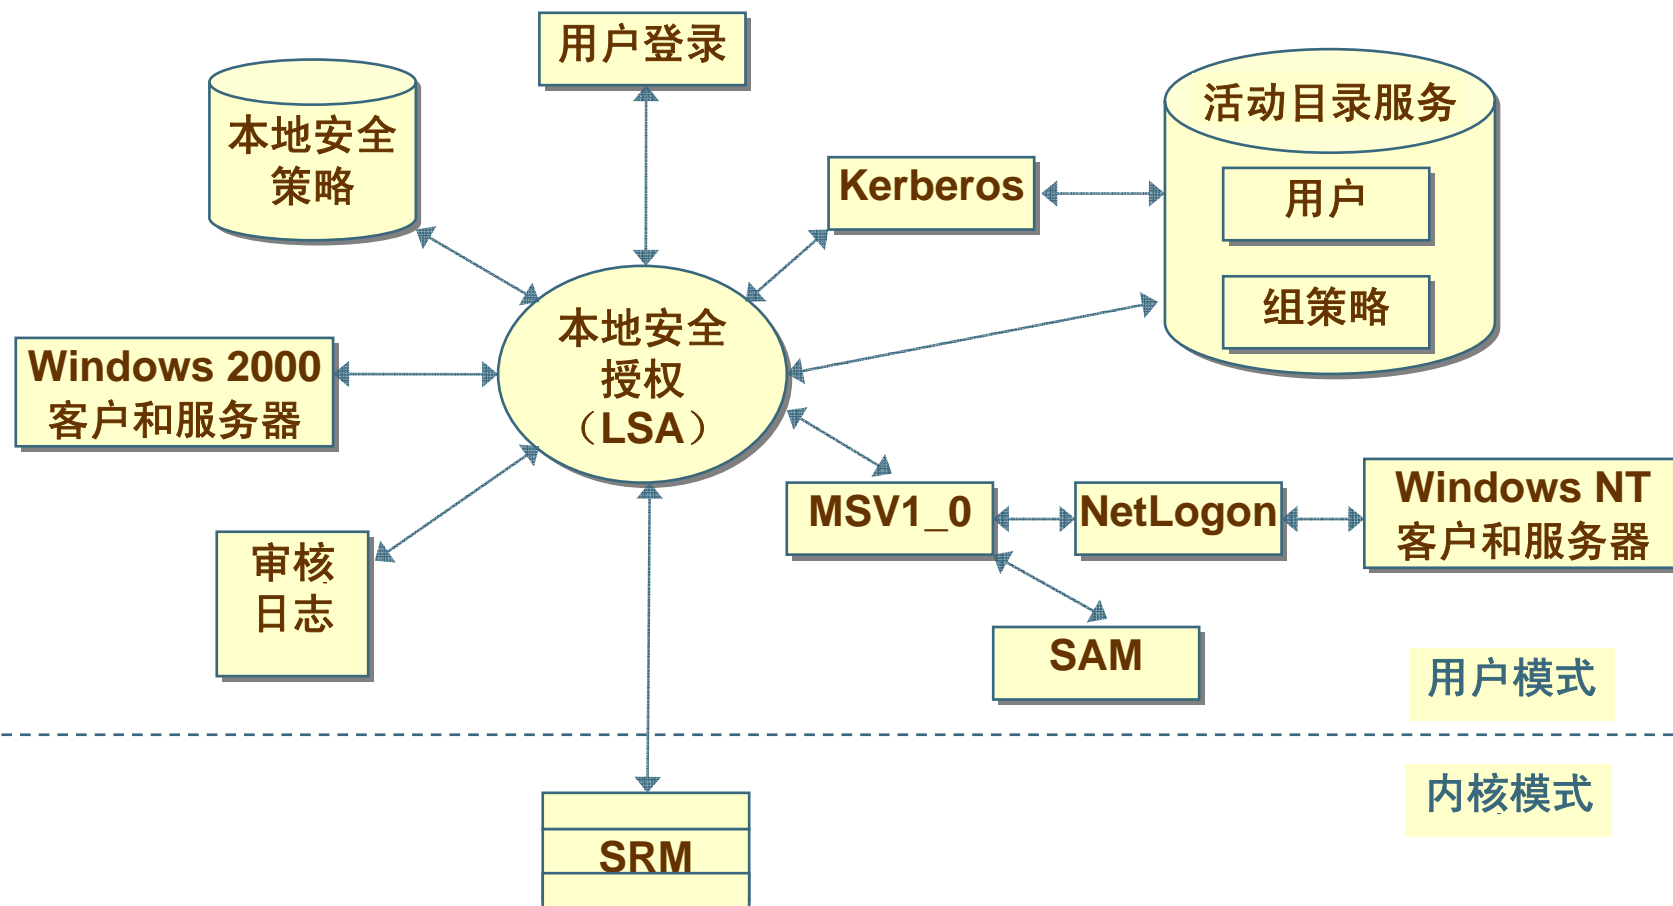 用户登录
本地安全
策略
活动目录服务
Kerberos
用户
组策略
本地安全
授权
（LSA）
Windows 2000
客户和服务器
MSV1_0
NetLogon
Windows NT
客户和服务器
审核
日志
SAM
用户模式
内核模式
SRM